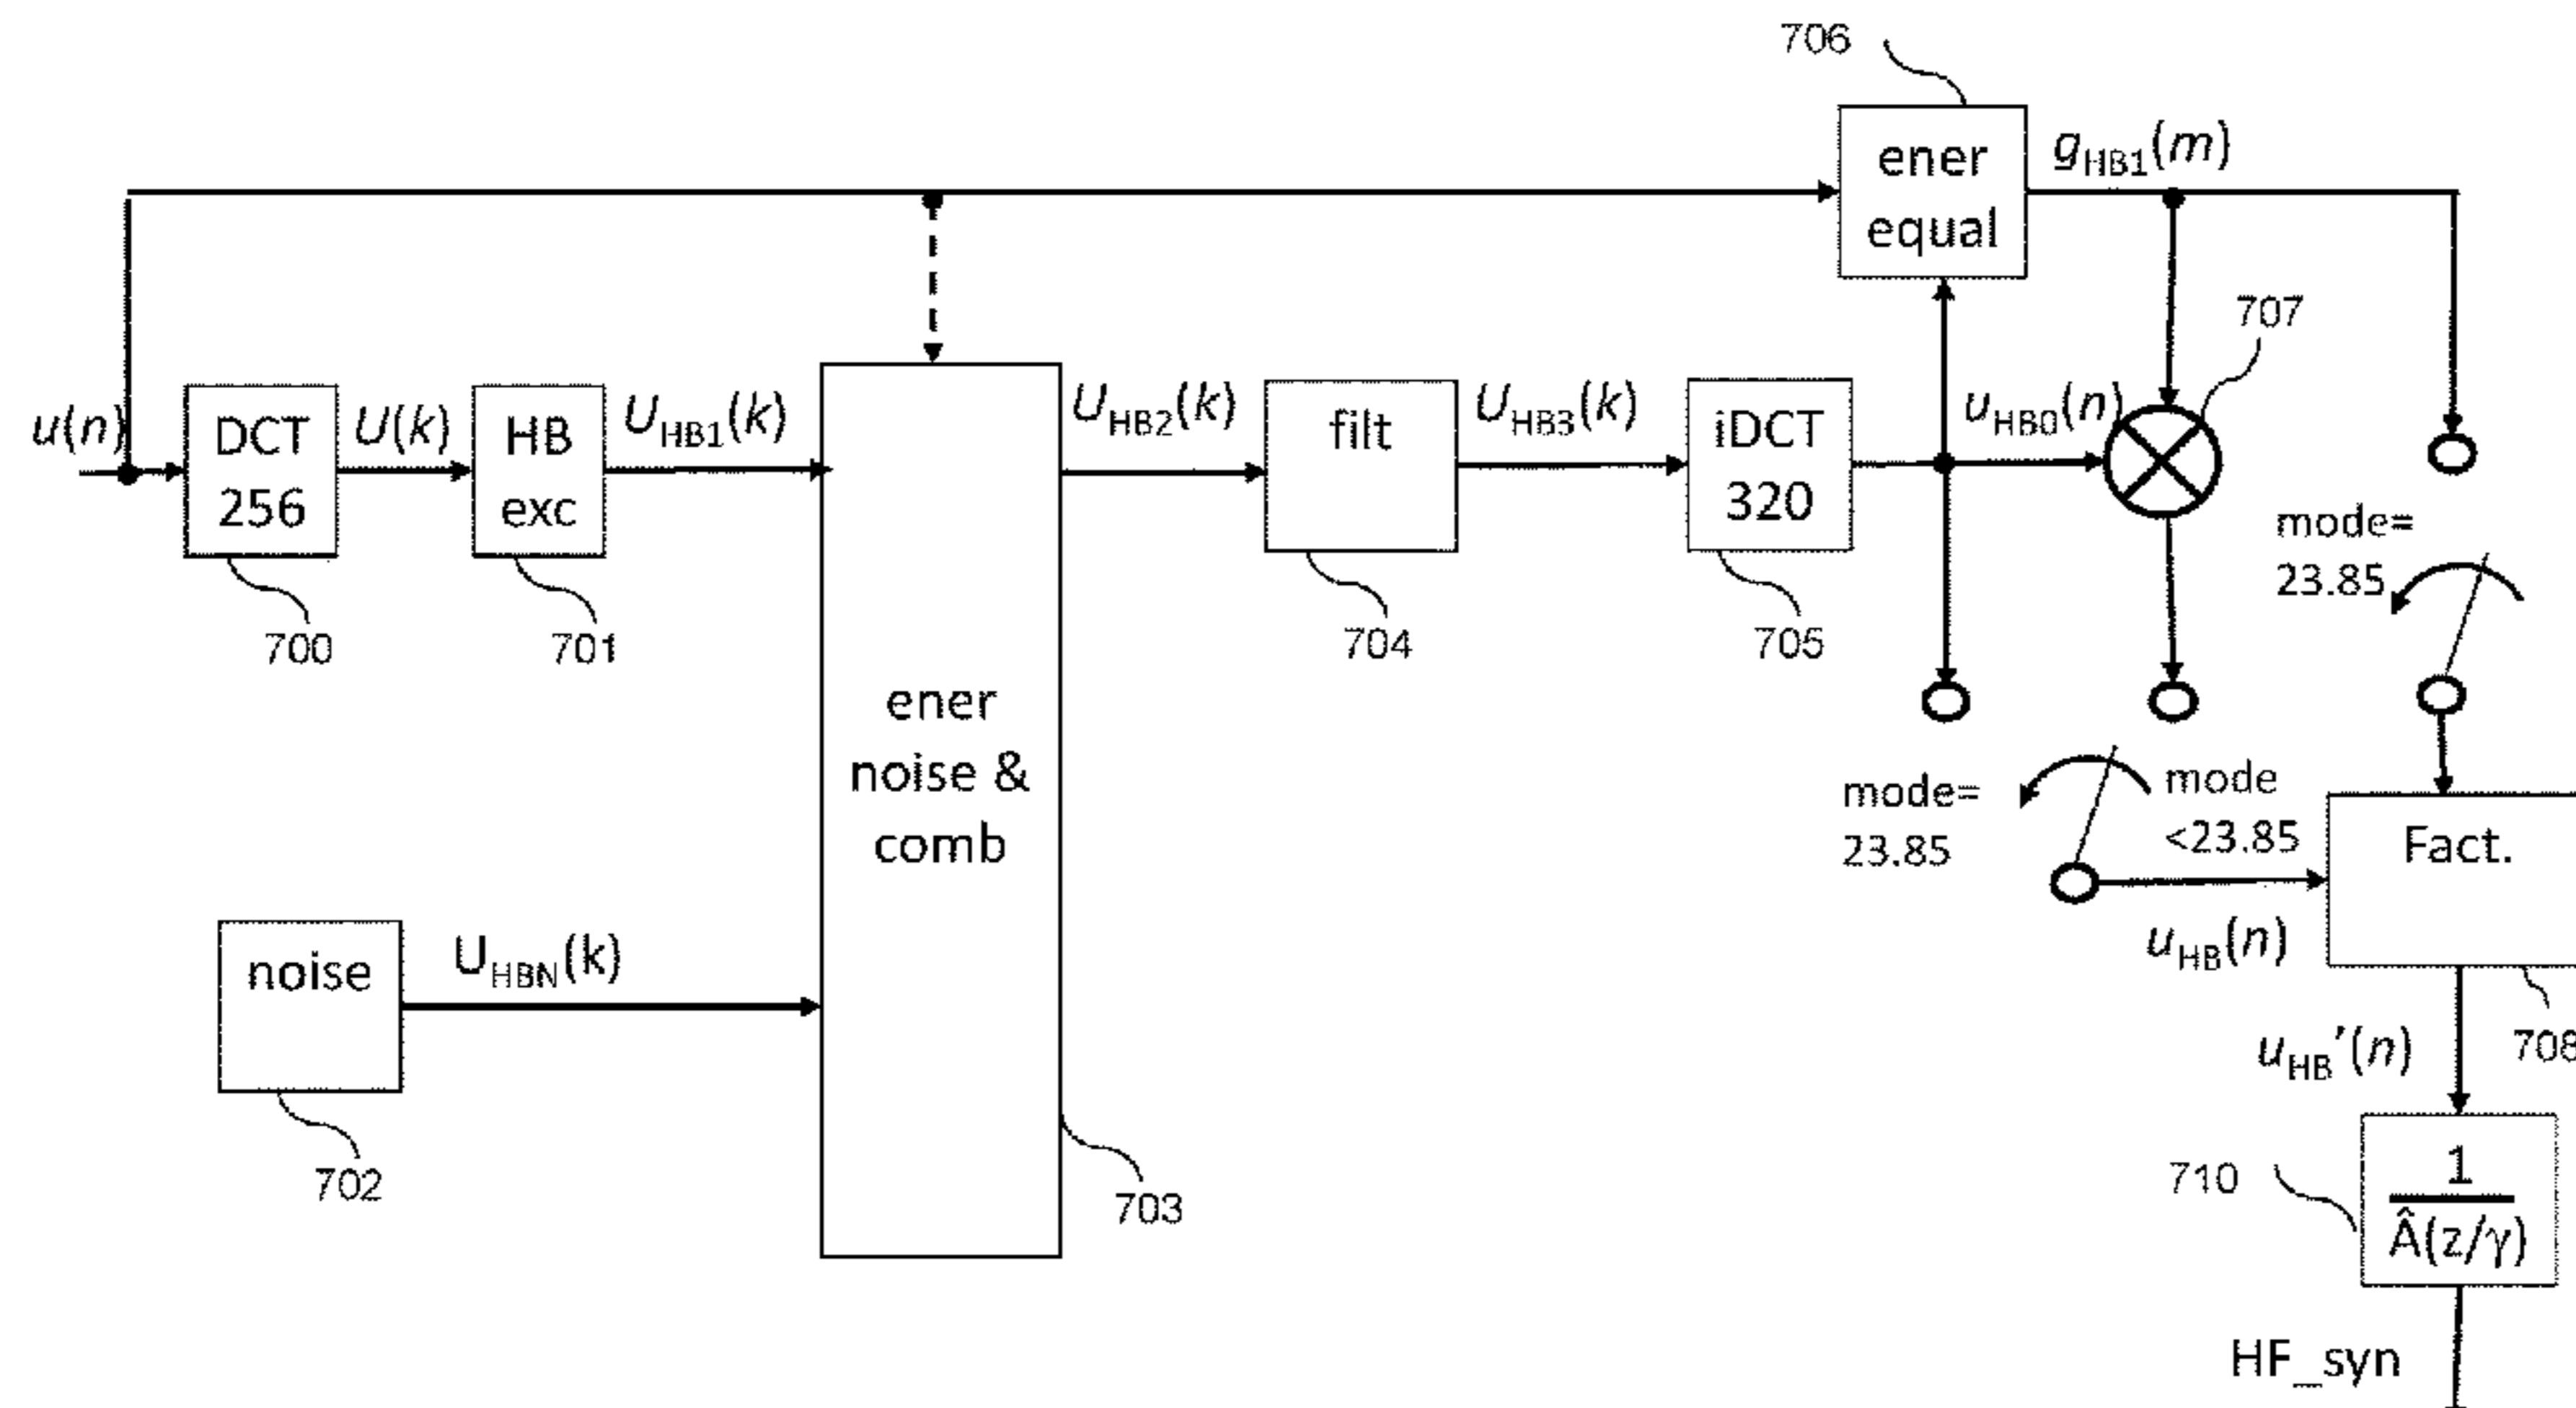 706
ener
equal
g_HB1(m)
707
u(n)
DCT
256
U(k)
HB
exc
U_HB1(k)
U_HB2(k)
filt
U_HB3(k)
iDCT
320
u_HB0(n)
mode=
23.85
700
701
704
705
ener
noise &
comb
mode=
23.85
mode
<23.85
Fact.
u_HB(n)
noise
U_HBN(k)
702
703
708
u_HB'(n)
710
1
Â(z/γ)
HF_syn